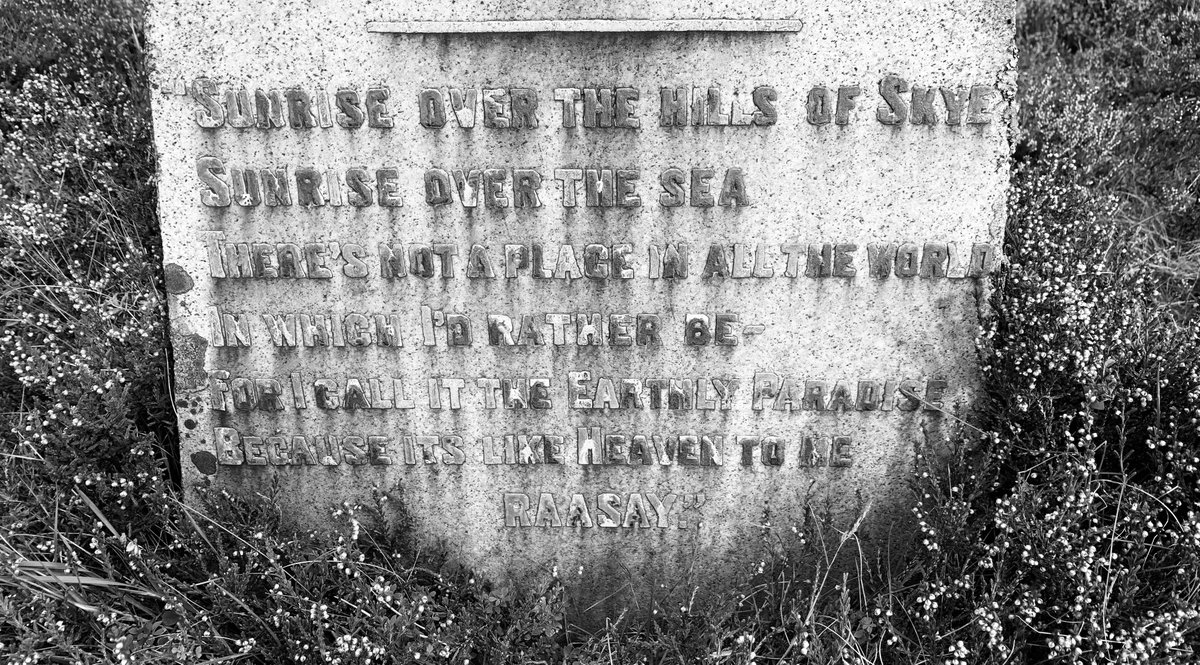 "Sunrise over the hills of Skye
Sunrise over the sea
There's not a place in all the world
In which I'd rather be-
For I call it the Earthly Paradise
Because its like Heaven to me
RAASAY."